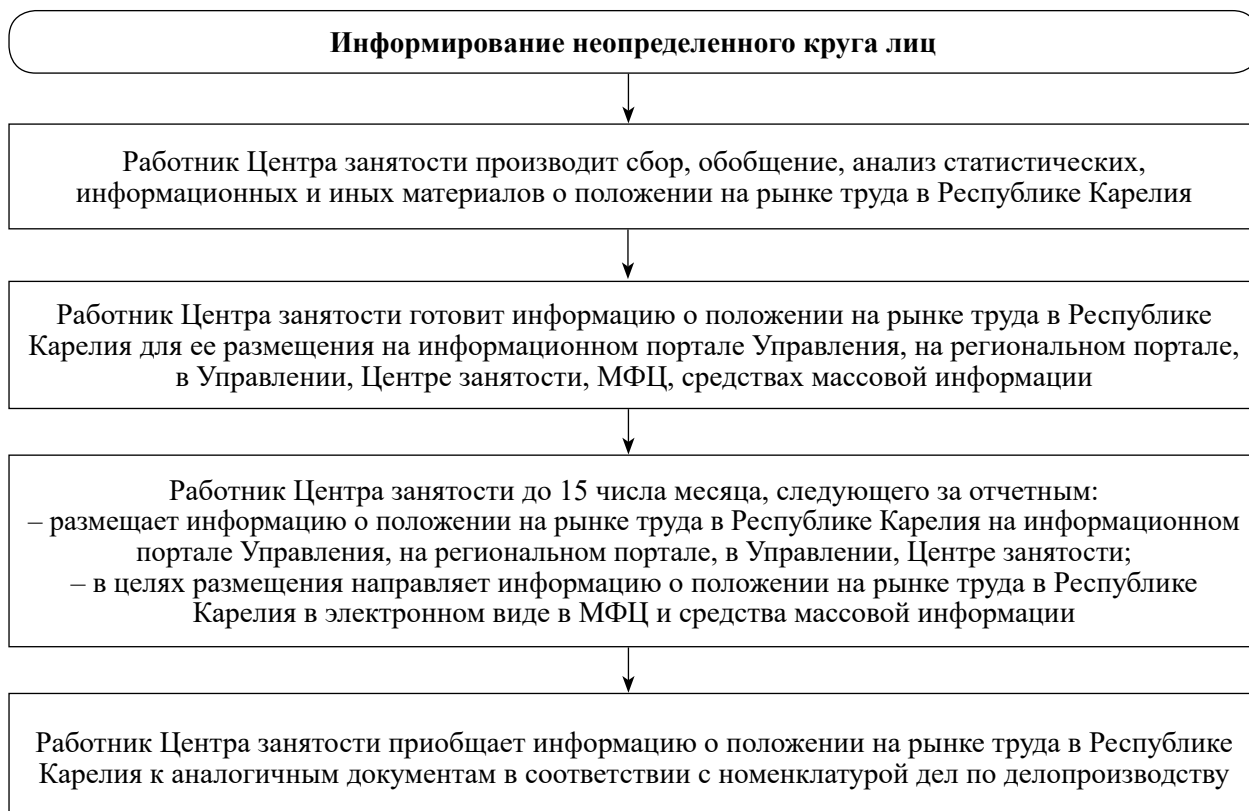 Информирование неопределенного круга лиц
Работник Центра занятости производит сбор, обобщение, анализ статистических,
информационных и иных материалов о положении на рынке труда в Республике Карелия
Работник Центра занятости готовит информацию о положении на рынке труда в Республике
Карелия для ее размещения на информационном портале Управления, на региональном портале,
в Управлении, Центре занятости, МФЦ, средствах массовой информации
Работник Центра занятости до 15 числа месяца, следующего за отчетным:
– размещает информацию о положении на рынке труда в Республике Карелия на информационном
портале Управления, на региональном портале, в Управлении, Центре занятости;
– в целях размещения направляет информацию о положении на рынке труда в Республике
Карелия в электронном виде в МФЦ и средства массовой информации
Работник Центра занятости приобщает информацию о положении на рынке труда в Республике
Карелия к аналогичным документам в соответствии с номенклатурой дел по делопроизводству